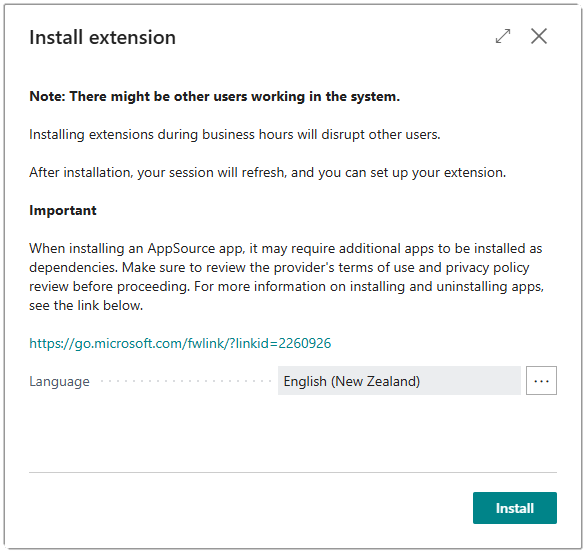 Install extension
Note: There might be other users working in the system.
Installing extensions during business hours will disrupt other users.
After installation, your session will refresh, and you can set up your extension.
Important
When installing an AppSource app, it may require additional apps to be installed as
dependencies. Make sure to review the provider's terms of use and privacy policy
review before proceeding. For more information on installing and uninstalling apps,
see the link below.
https://go.microsoft.com/fwlink/?linkid=2260926
Language English (New Zealand) ...
Install